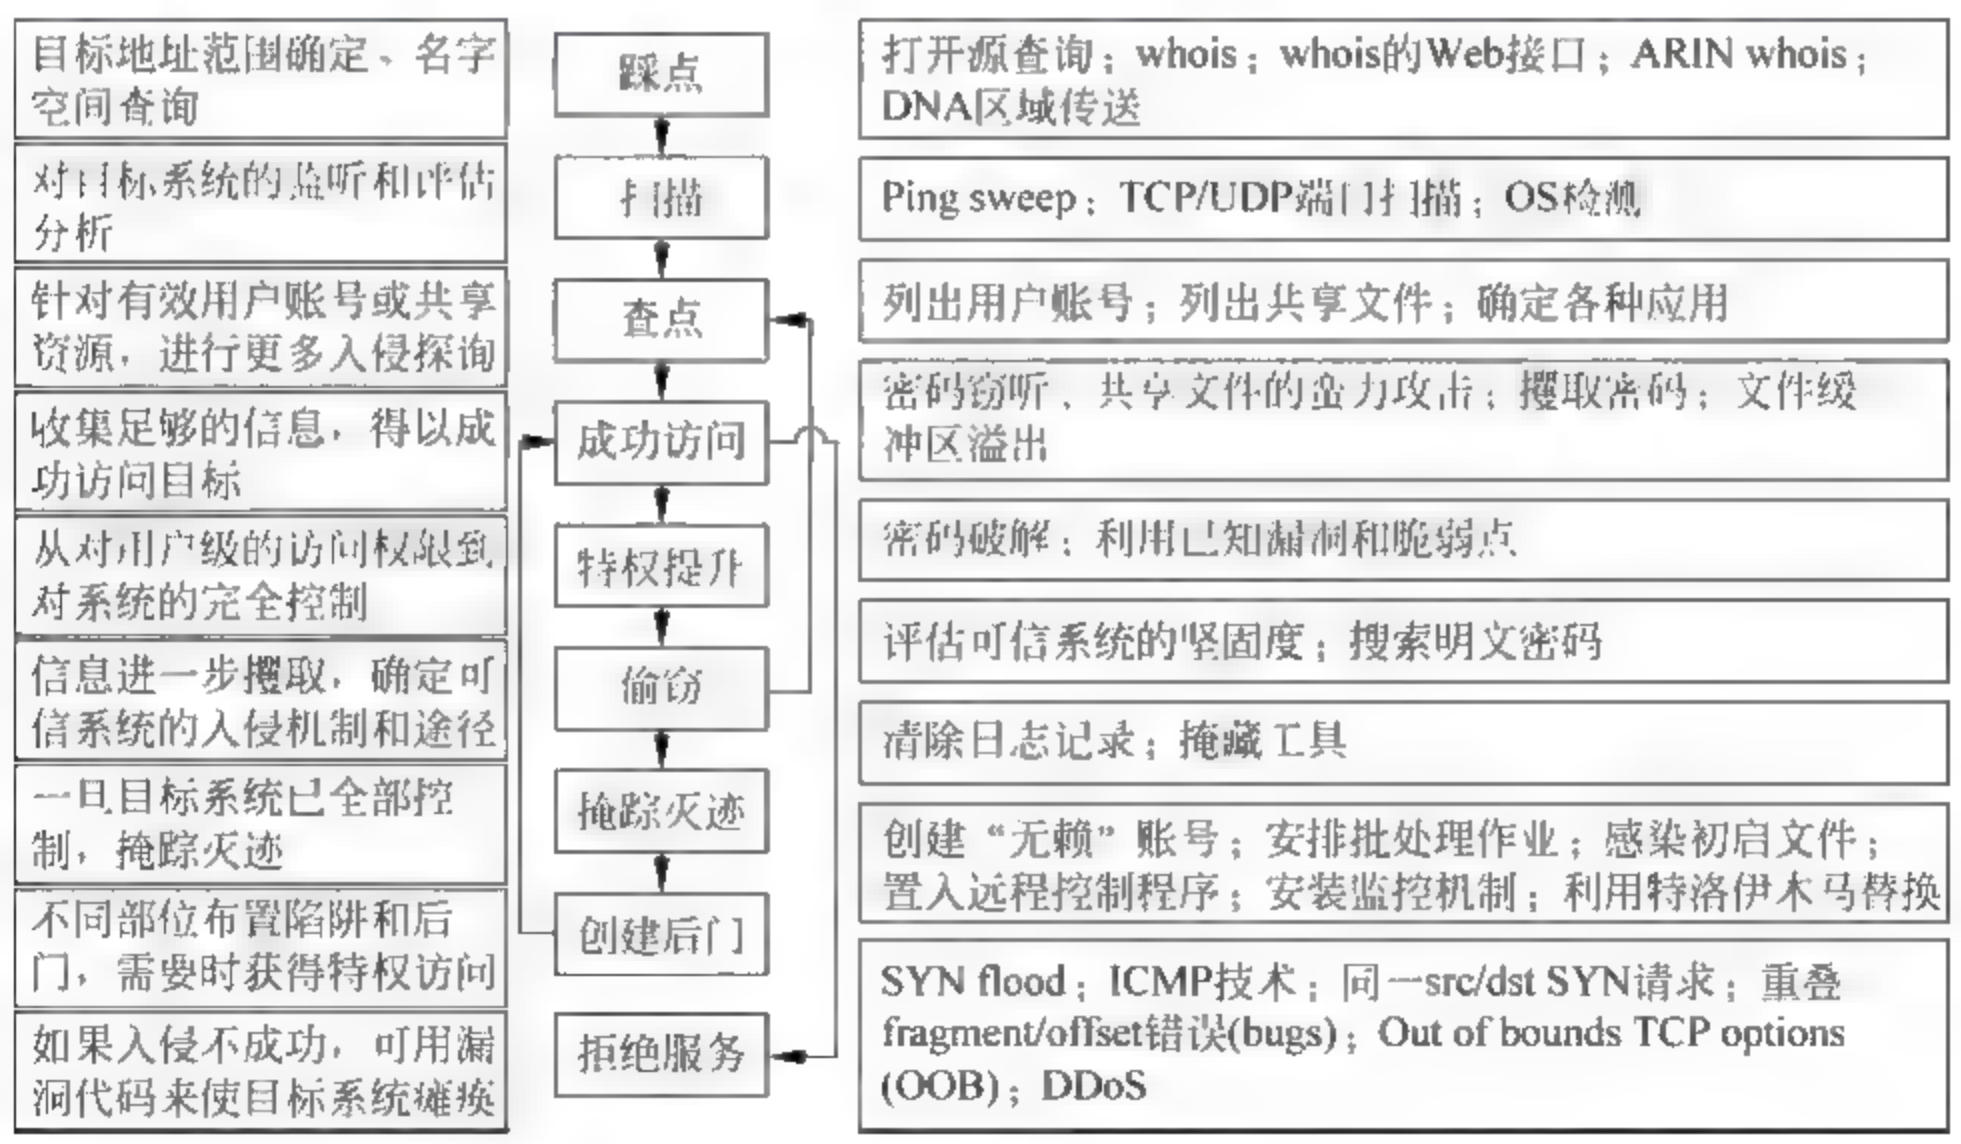 目标地址范围确定、名字
空间查询
踩点
打开源查询；whois；whois的Web接口；ARIN whois；
DNA区域传送
对目标系统的监听和评估
分析
扫描
Ping sweep；TCP/UDP端口扫描；OS检测
针对有效用户账号或共享
资源，进行更多入侵探询
查点
列出用户账号；列出共享文件；确定各种应用
收集足够的信息，得以成
功访问目标
成功访问
密码窃听、共享文件的蛮力攻击；攫取密码；文件缓
冲区溢出
从对用户级的访问权限到
对系统的完全控制
特权提升
密码破解；利用已知漏洞和脆弱点
信息进一步攫取，确定可
信系统的入侵机制和途径
偷窃
评估可信系统的坚固度；搜索明文密码
一旦目标系统已全部控
制，掩踪灭迹
掩踪灭迹
清除日志记录；掩藏工具
不同部位布置陷阱和后
门，需要时获得特权访问
创建后门
创建“无赖”账号；安排批处理作业；感染初启文件；
置入远程控制程序；安装监控机制；利用特洛伊木马替换
如果入侵不成功，可用漏
洞代码来使目标系统瘫痪
拒绝服务
SYN flood；ICMP技术；同一src/dst SYN请求；重叠
fragment/offset错误(bugs)；Out of bounds TCP options
(OOB)；DDoS